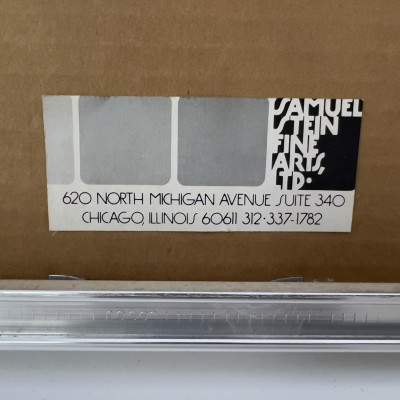 SAMUEL
STEIN
FINE
ARTS,
LTD.
620 NORTH MICHIGAN AVENUE SUITE 340
CHICAGO, ILLINOIS 60611 312·337-1782